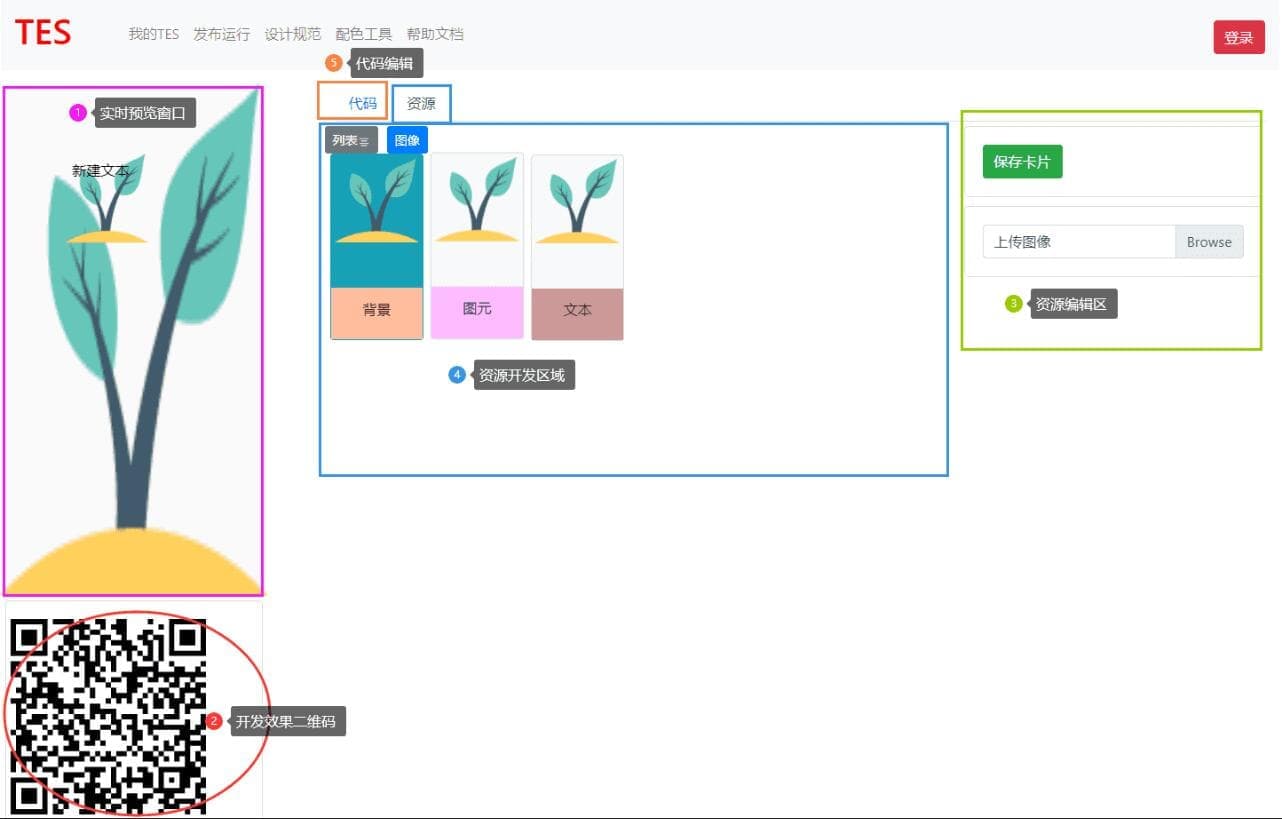 TES
我的TES 发布运行 设计规范 配色工具 帮助文档
登录
5 代码编辑
代码 资源
1 实时预览窗口
新建文本
列表 图像
背景 图元 文本
4 资源开发区域
保存卡片
上传图像 Browse
3 资源编辑区
2 开发效果二维码